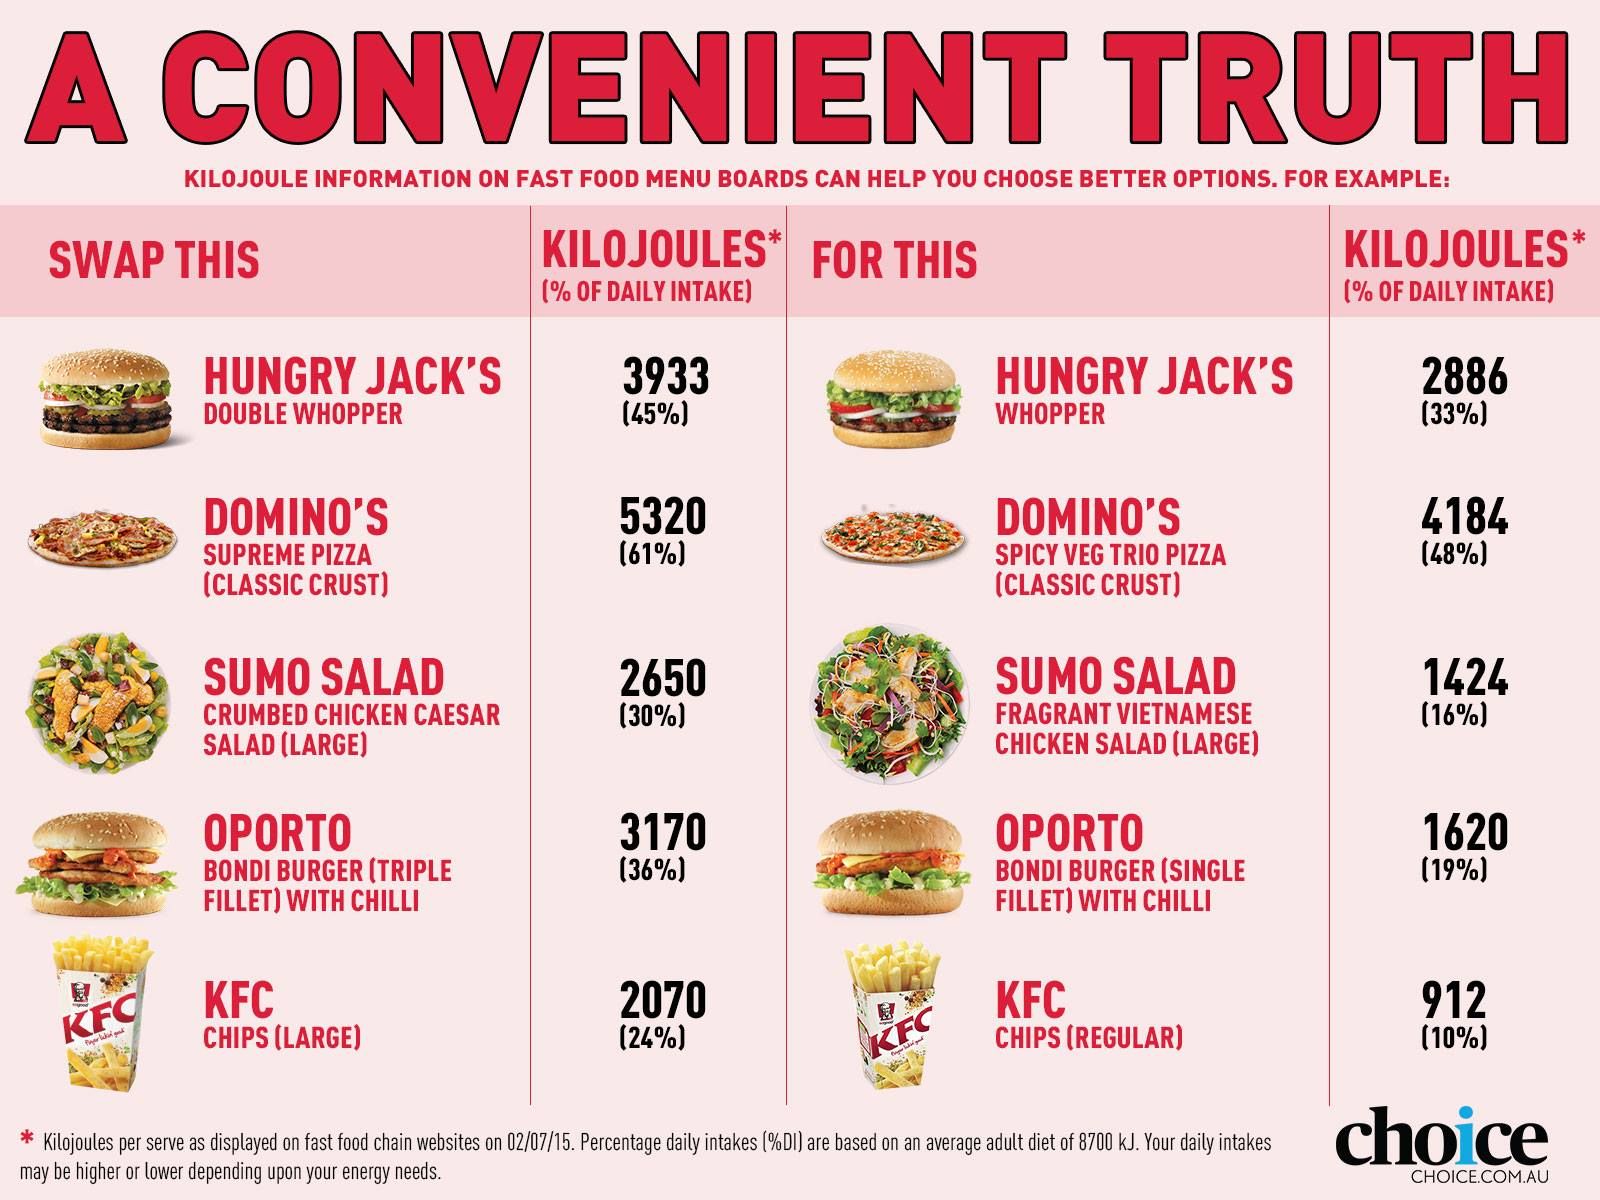 A CONVENIENT TRUTH
KILOJOULE INFORMATION ON FAST FOOD MENU BOARDS CAN HELP YOU CHOOSE BETTER OPTIONS. FOR EXAMPLE:
SWAP THIS
KILOJOULES*
(% OF DAILY INTAKE)
FOR THIS
KILOJOULES*
(% OF DAILY INTAKE)
HUNGRY JACK'S
DOUBLE WHOPPER
3933
(45%)
HUNGRY JACK'S
WHOPPER
2886
(33%)
DOMINO'S
SUPREME PIZZA
(CLASSIC CRUST)
5320
(61%)
DOMINO'S
SPICY VEG TRIO PIZZA
(CLASSIC CRUST)
4184
(48%)
SUMO SALAD
CRUMBED CHICKEN CAESAR
SALAD (LARGE)
2650
(30%)
SUMO SALAD
FRAGRANT VIETNAMESE
CHICKEN SALAD (LARGE)
1424
(16%)
OPORTO
BONDI BURGER (TRIPLE
FILLET) WITH CHILLI
3170
(36%)
OPORTO
BONDI BURGER (SINGLE
FILLET) WITH CHILLI
1620
(19%)
KFC
KFC
CHIPS (LARGE)
2070
(24%)
KFC
KFC
CHIPS (REGULAR)
912
(10%)
* Kilojoules per serve as displayed on fast food chain websites on 02/07/15. Percentage daily intakes (%DI) are based on an average adult diet of 8700 kJ. Your daily intakes
may be higher or lower depending upon your energy needs.
choice
CHOICE.COM.AU